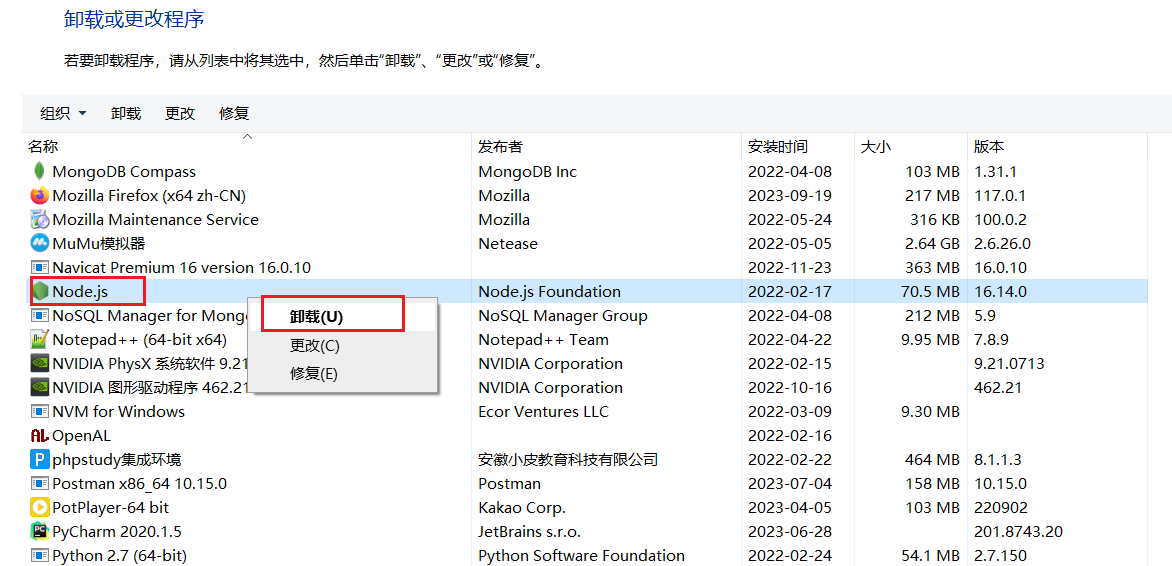 卸载或更改程序
若要卸载程序，请从列表中将其选中，然后单击“卸载”、“更改”或“修复”。
组织 卸载 更改 修复
名称 发布者 安装时间 大小 版本
MongoDB Compass MongoDB Inc 2022-04-08 103 MB 1.31.1
Mozilla Firefox (x64 zh-CN) Mozilla 2023-09-19 217 MB 117.0.1
Mozilla Maintenance Service Mozilla 2022-05-24 316 KB 100.0.2
MuMu模拟器 Netease 2022-05-05 2.64 GB 2.6.26.0
Navicat Premium 16 version 16.0.10 2022-11-23 363 MB 16.0.10
Node.js Node.js Foundation 2022-02-17 70.5 MB 16.14.0
NoSQL Manager for Mong NoSQL Manager Group 2022-04-08 212 MB 5.9
卸载(U)
Notepad++ (64-bit x64) Notepad++ Team 2022-04-22 9.95 MB 7.8.9
更改(C)
NVIDIA PhysX 系统软件 9.21 NVIDIA Corporation 2022-02-15 9.21.0713
修复(E)
NVIDIA 图形驱动程序 462.21 NVIDIA Corporation 2022-10-16 462.21
NVM for Windows Ecor Ventures LLC 2022-03-09 9.30 MB
OpenAL 2022-02-16
phpstudy集成环境 安徽小皮教育科技有限公司 2022-02-22 464 MB 8.1.1.3
Postman x86_64 10.15.0 Postman 2023-07-04 158 MB 10.15.0
PotPlayer-64 bit Kakao Corp. 2023-04-05 103 MB 220902
PyCharm 2020.1.5 JetBrains s.r.o. 2023-06-28 201.8743.20
Python 2.7 (64-bit) Python Software Foundation 2022-02-24 54.1 MB 2.7.150